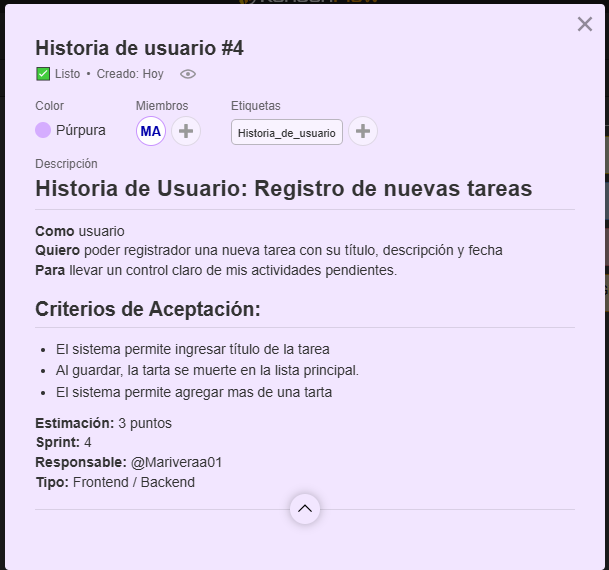 Historia de usuario #4
Listo • Creado: Hoy
Color Miembros Etiquetas
Púrpura MA Historia_de_usuario
Descripción
Historia de Usuario: Registro de nuevas tareas
Como usuario
Quiero poder registrador una nueva tarea con su título, descripción y fecha
Para llevar un control claro de mis actividades pendientes.
Criterios de Aceptación:
• El sistema permite ingresar título de la tarea
• Al guardar, la tarta se muerte en la lista principal.
• El sistema permite agregar mas de una tarta
Estimación: 3 puntos
Sprint: 4
Responsable: @Mariveraa01
Tipo: Frontend / Backend